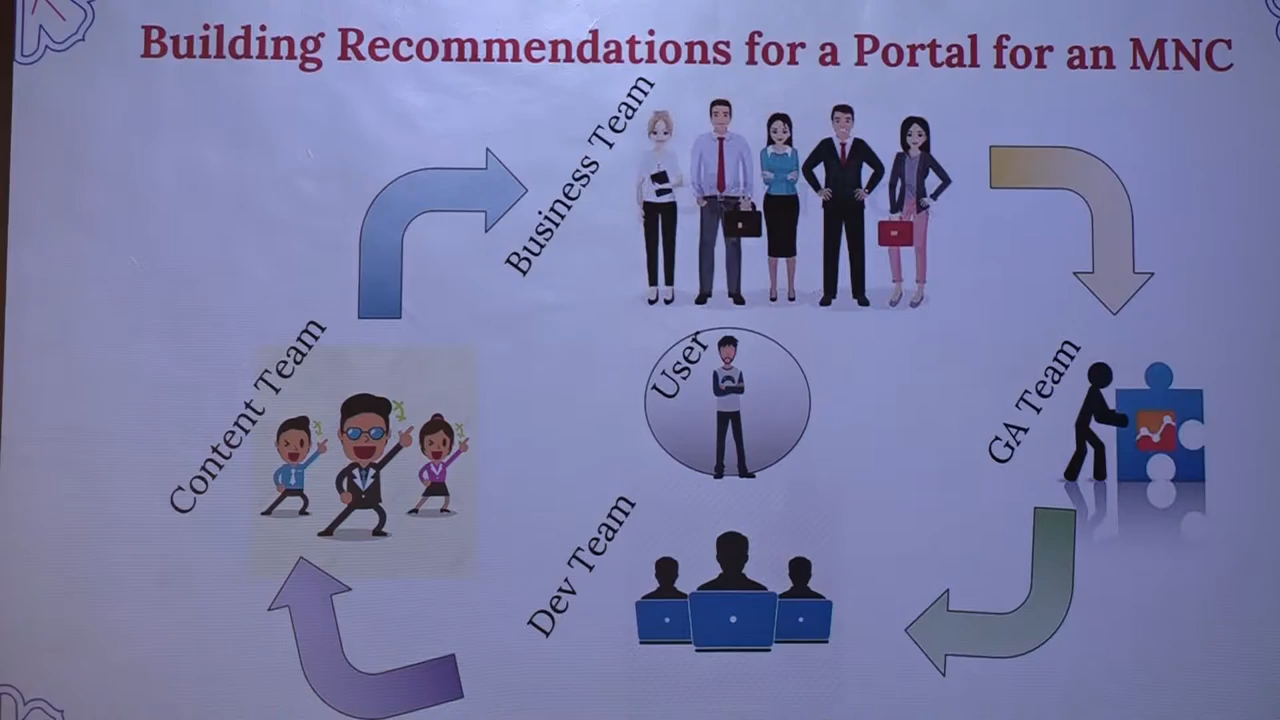 Building Recommendations for a Portal for an MNC
Business Team
Content Team
User
GA Team
Dev Team